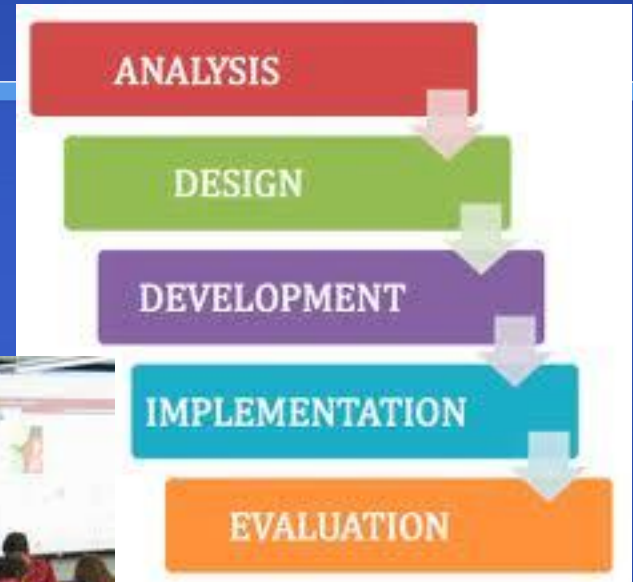 ANALYSIS
DESIGN
DEVELOPMENT
IMPLEMENTATION
EVALUATION